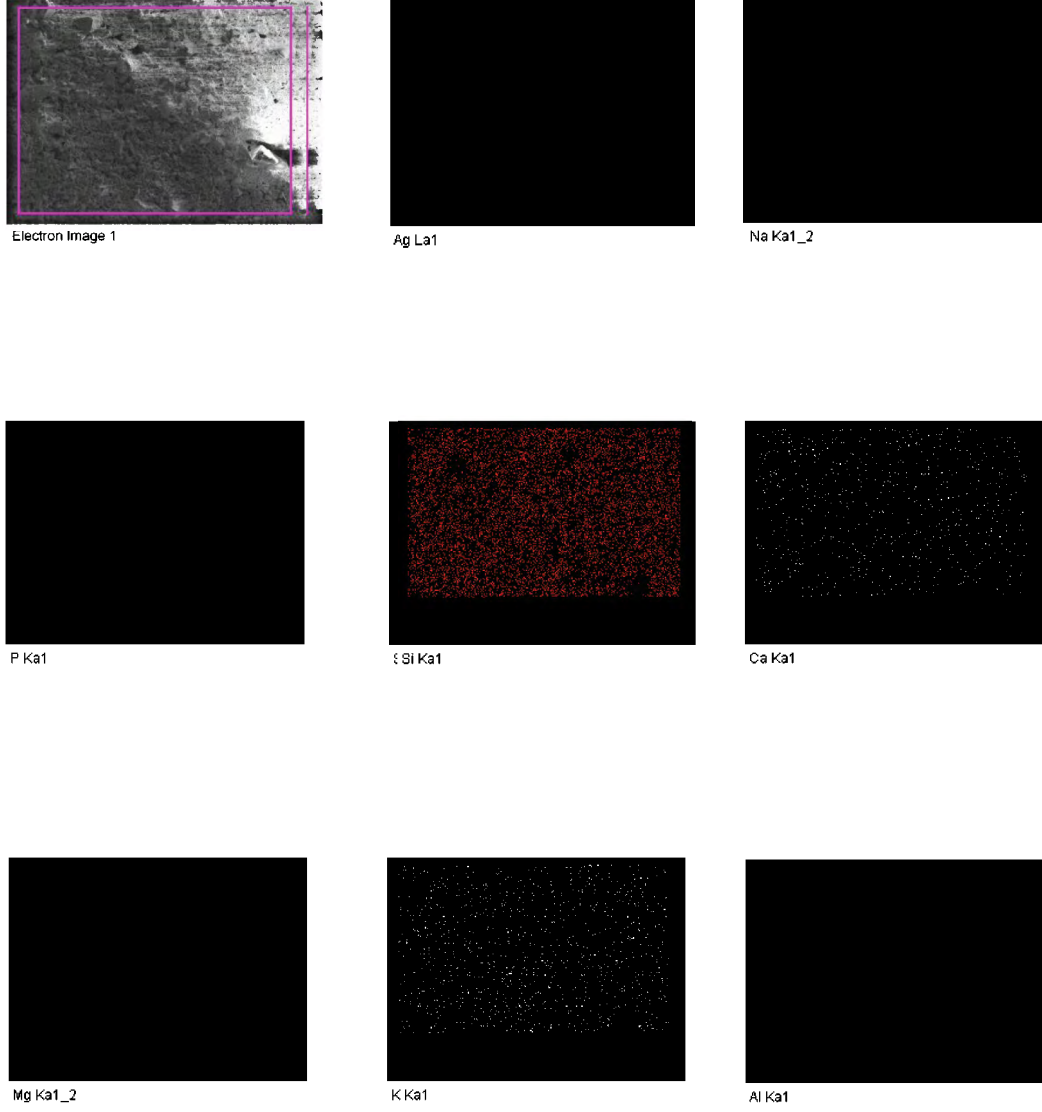 Electron Image 1
Ag La1
Na Ka1_2
P Ka1
Si Ka1
Ca Ka1
Mg Ka1_2
K Ka1
Al Ka1